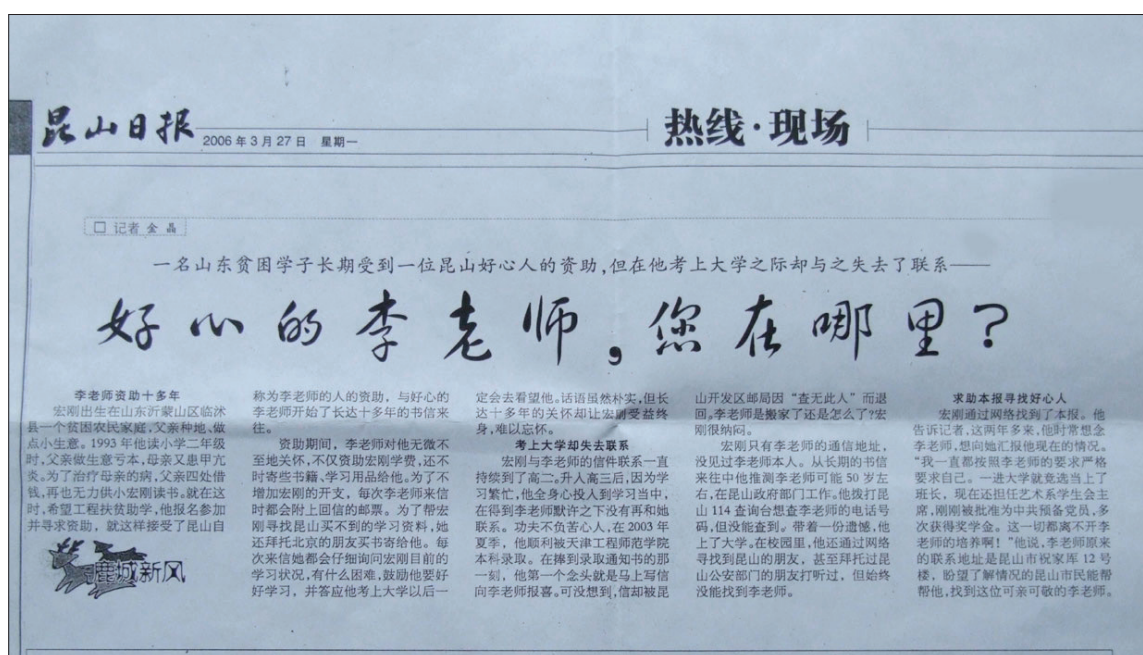 昆山日报
2006年3月27日 星期一
热线·现场
□ 记者 金晶
一名山东贫困学子长期受到一位昆山好心人的资助,但在他考上大学之际却与之失去了联系——
好心的李老师,您在哪里?
李老师资助十多年
宏刚出生在山东沂蒙山区临沭
县一个贫困农民家庭,父亲种地、做
点小生意。1993年他读小学二年级
时,父亲做生意亏本,母亲又患甲亢
炎。为了治疗母亲的病,父亲四处借
钱,再也无力供小宏刚读书。就在这
时,希望工程扶贫助学,他报名参加
并寻求资助,就这样接受了昆山自
鹿城新风
称为李老师的人的资助,与好心的
李老师开始了长达十多年的书信来
往。
资助期间,李老师对他无微不
至地关怀,不仅资助宏刚学费,还不
时寄些书籍、学习用品给他。为了不
增加宏刚的开支,每次李老师来信
时都会附上回信的邮票。为了帮宏
刚寻找昆山买不到的学习资料,她
还拜托北京的朋友买书寄给他。每
次来信她都会仔细询问宏刚目前的
学习状况,有什么困难,鼓励他要好
好学习,并答应他考上大学以后一
定会去看望他。话语虽然朴实,但长
达十多年的关怀却让宏刚受益终
身,难以忘怀。
考上大学却失去联系
宏刚与李老师的信件联系一直
持续到了高二。升入高三后,因为学
习繁忙,他全身心投入到学习当中,
在得到李老师默许之下没有再和她
联系。功夫不负苦心人,在2003年
夏季,他顺利被天津工程师范学院
本科录取。在捧到录取通知书的那
一刻,他第一个念头就是马上写信
向李老师报喜。可没想到,信却被昆
山开发区邮局因“查无此人”而退
回。李老师是搬家了还是怎么了?宏
刚很纳闷。
宏刚只有李老师的通信地址,
没见过李老师本人。从长期的书信
来往中他推测李老师可能50岁左
右,在昆山政府部门工作。他拨打昆
山114查询台想查李老师的电话号
码,但没能查到。带着一份遗憾,他
上了大学。在校园里,他还通过网络
寻找到昆山的朋友,甚至拜托过昆
山公安部门的朋友打听过,但始终
没能找到李老师。
求助本报寻找好心人
宏刚通过网络找到了本报。他
告诉记者,这两年多来,他时常想念
李老师,想向她汇报他现在的情况。
“我一直都按照李老师的要求严格
要求自己。一进大学就竞选当上了
班长,现在还担任艺术系学生会主
席,刚刚被批准为中共预备党员,多
次获得奖学金。这一切都离不开李
老师的培养啊!”他说,李老师原来
的联系地址是昆山市祝家厍12号
楼,盼望了解情况的昆山市民能帮
帮他,找到这位可亲可敬的李老师。